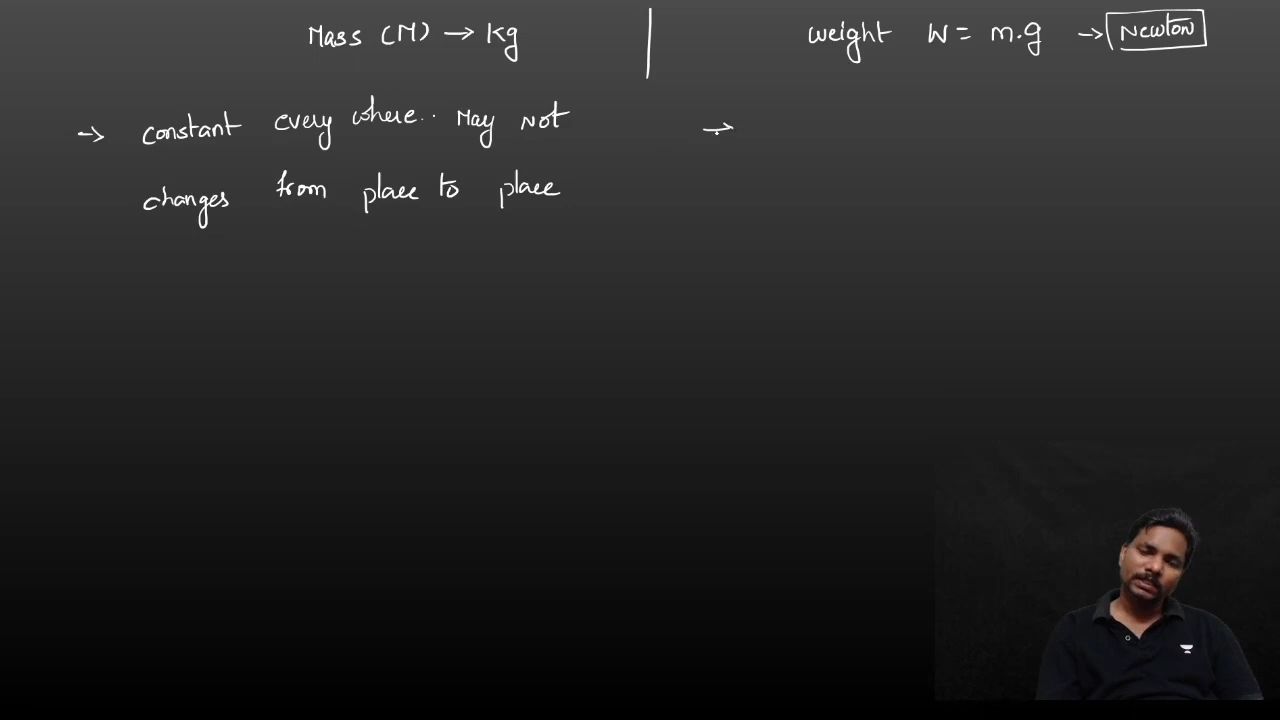 Mass (M) → Kg
weight W = m.g → Newton
→ constant every where.. May not
changes from place to place
→